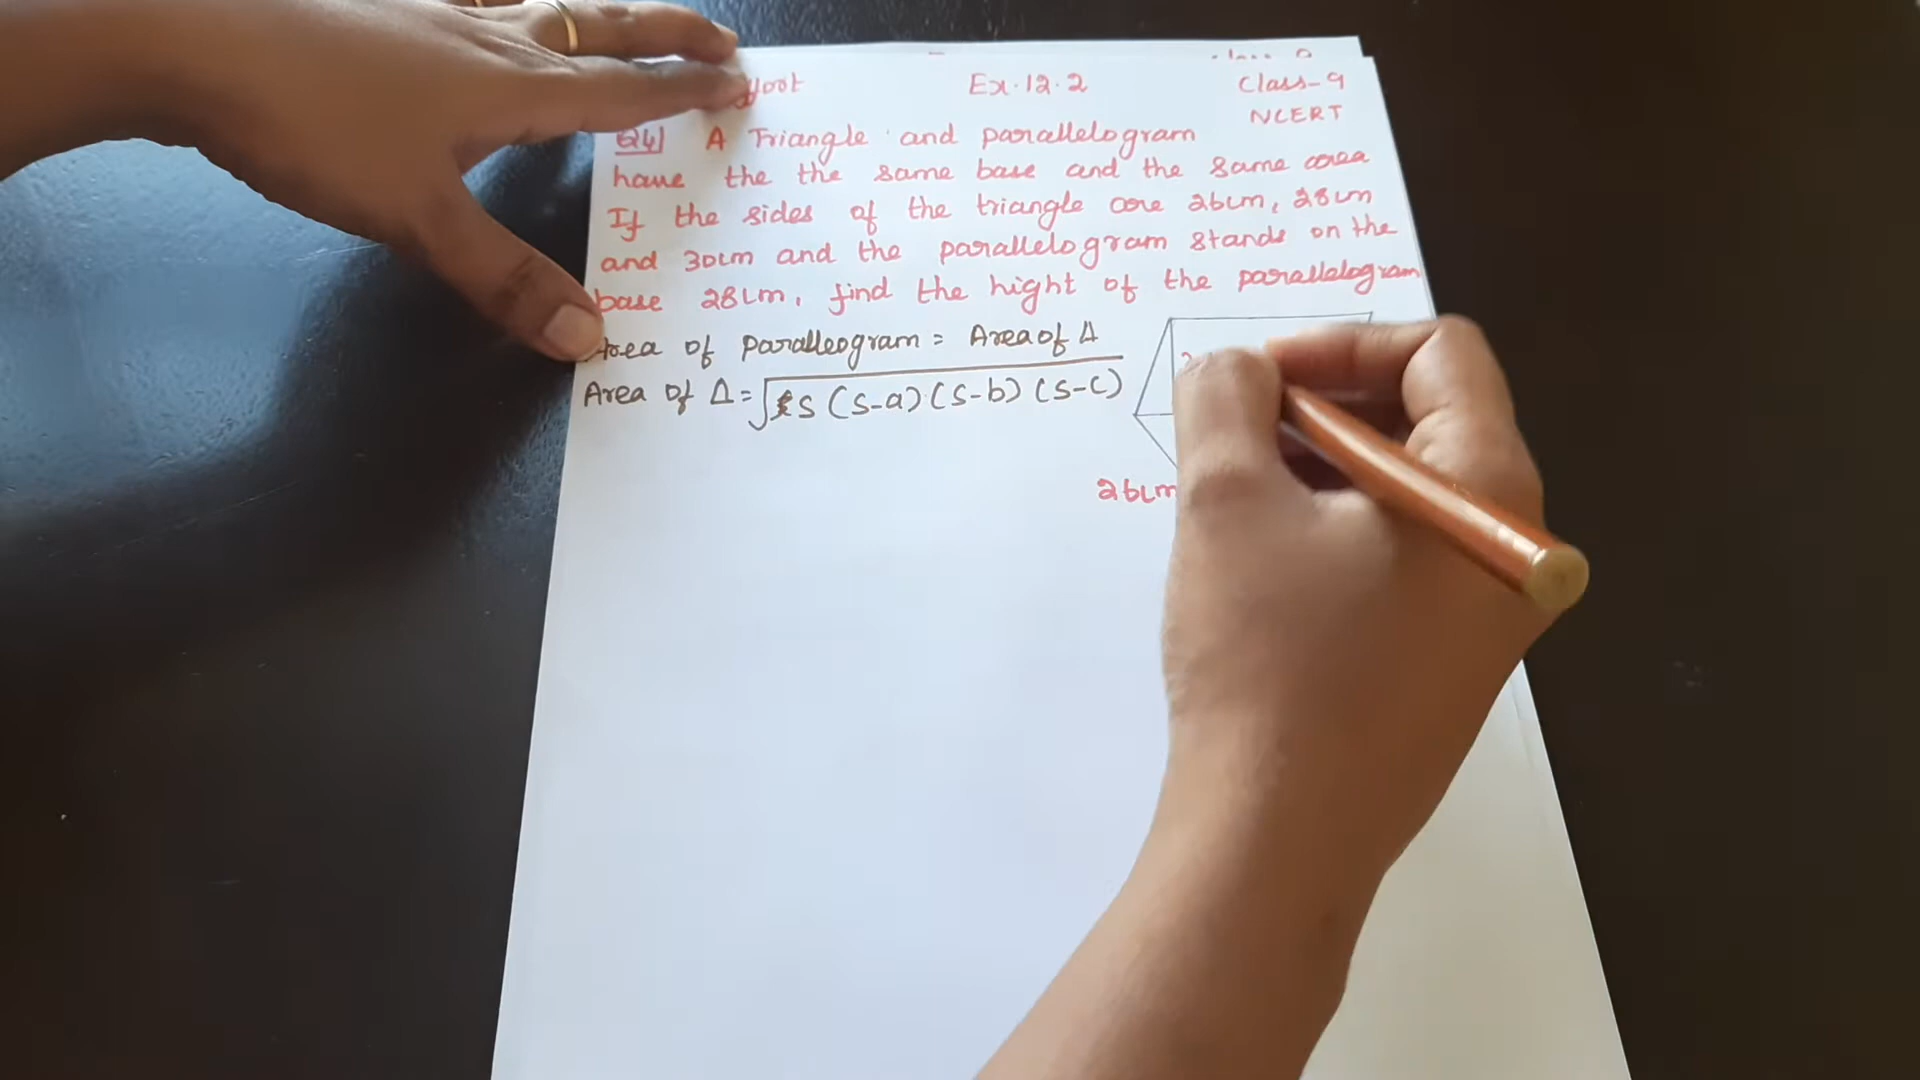 Ex.12.2
Class-9
NCERT
Q4) A Triangle and parallelogram
have the the same base and the same area
If the sides of the triangle are 26cm, 28cm
and 30cm and the parallelogram stands on the
base 28cm, find the hight of the parallelogram
Area of paralleogram = Area of Δ
Area of Δ = √s (s-a) (s-b) (s-c)
26cm